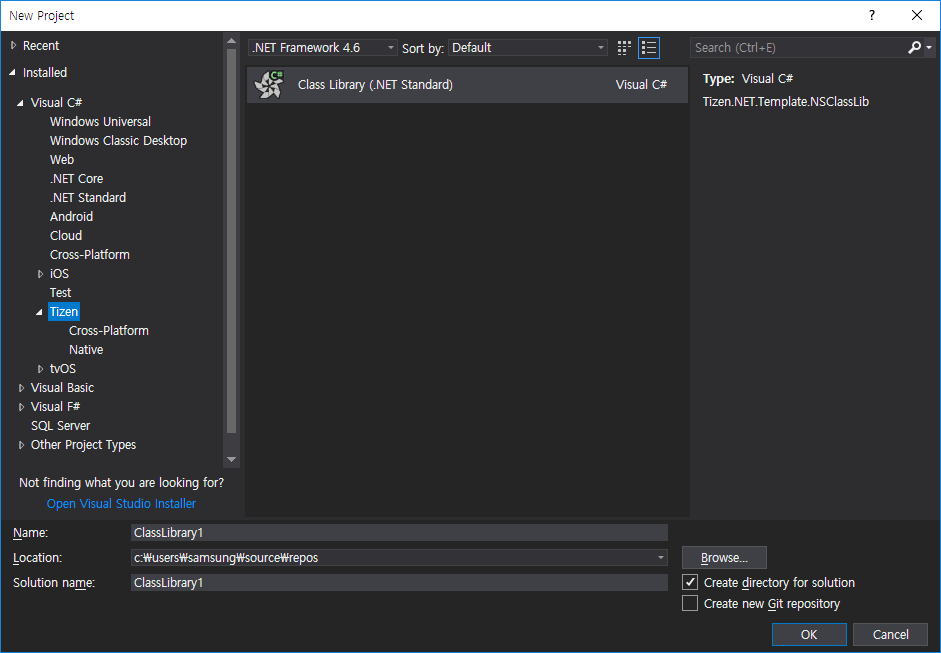 New Project
?
Recent
Installed
Visual C#
Windows Universal
Windows Classic Desktop
Web
.NET Core
.NET Standard
Android
Cloud
Cross-Platform
iOS
Test
Tizen
Cross-Platform
Native
tvOS
Visual Basic
Visual F#
SQL Server
Other Project Types
Not finding what you are looking for?
Open Visual Studio Installer
.NET Framework 4.6 Sort by: Default
C# Class Library (.NET Standard) Visual C#
Search (Ctrl+E)
Type: Visual C#
Tizen.NET.Template.NSClassLib
Name: ClassLibrary1
Location: c:₩users₩samsung₩source₩repos Browse...
Solution name: ClassLibrary1
Create directory for solution
Create new Git repository
OK Cancel